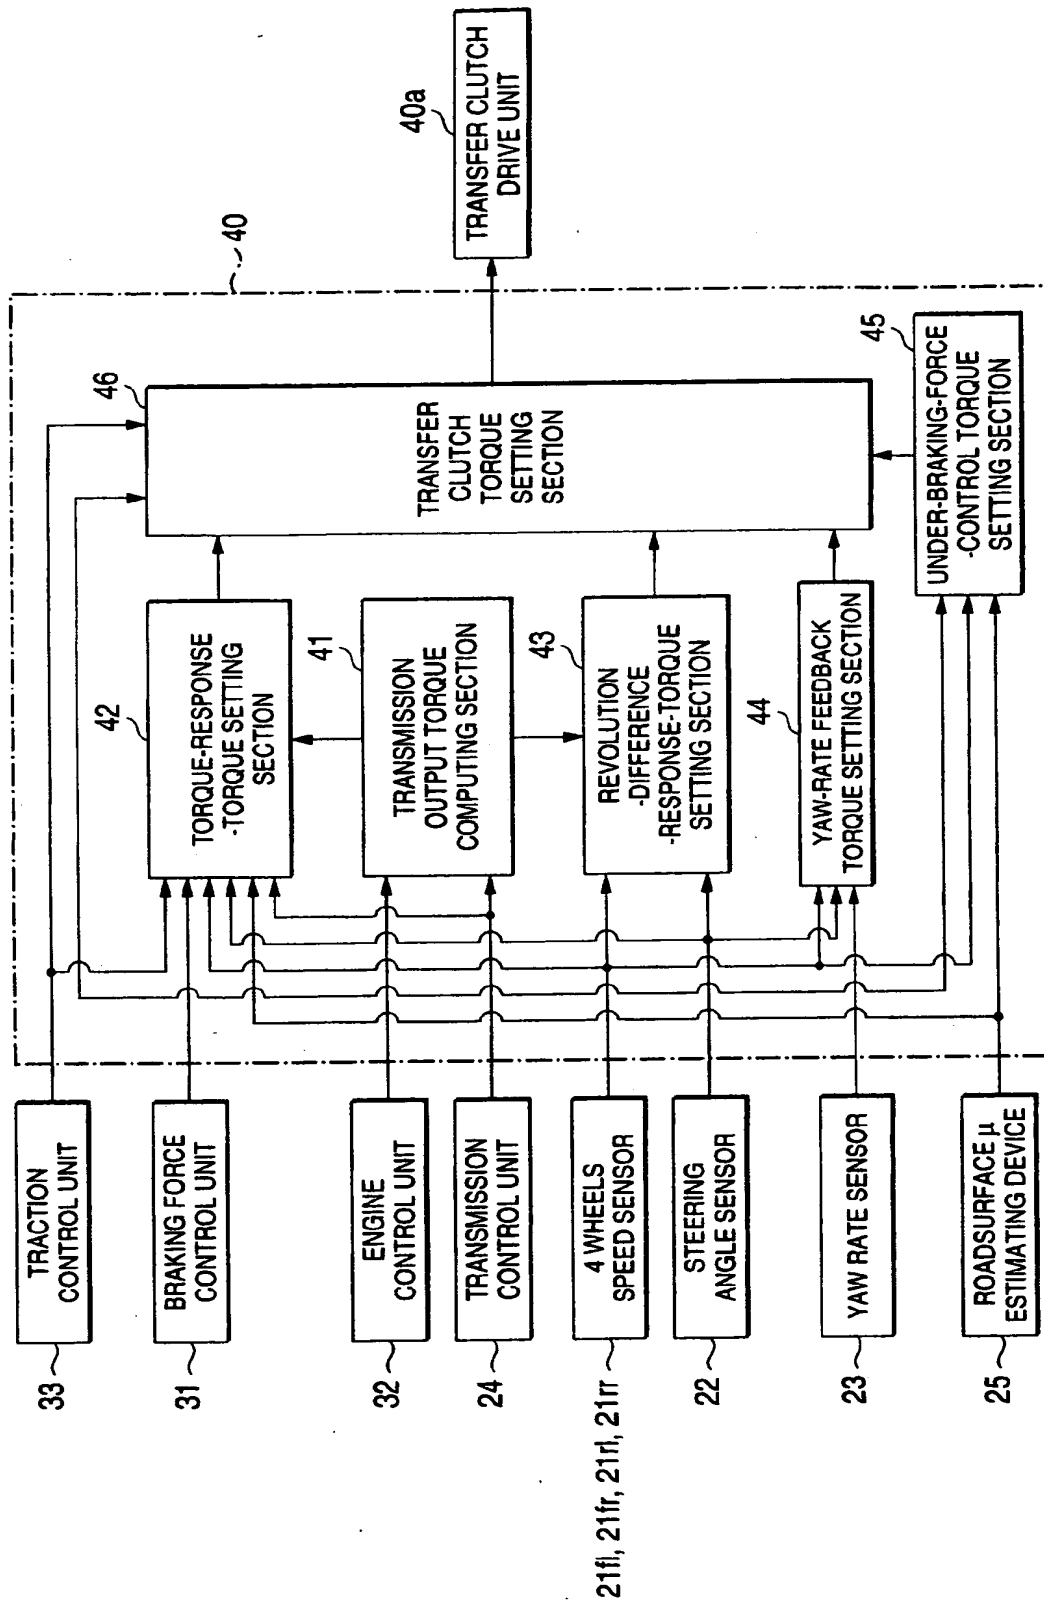 33
TRACTION
CONTROL UNIT
31
BRAKING FORCE
CONTROL UNIT
32
ENGINE
CONTROL UNIT
24
TRANSMISSION
CONTROL UNIT
21fl, 21fr, 21rl, 21rr
4 WHEELS
SPEED SENSOR
22
STEERING
ANGLE SENSOR
23
YAW RATE SENSOR
25
ROADSURFACE μ
ESTIMATING DEVICE
42
TORQUE-RESPONSE
-TORQUE SETTING
SECTION
41
TRANSMISSION
OUTPUT TORQUE
COMPUTING SECTION
43
REVOLUTION
-DIFFERENCE
-RESPONSE-TORQUE
SETTING SECTION
44
YAW-RATE FEEDBACK
TORQUE SETTING SECTION
45
UNDER-BRAKING-FORCE
-CONTROL TORQUE
SETTING SECTION
46
TRANSFER
CLUTCH
TORQUE
SETTING
SECTION
40
40a
TRANSFER CLUTCH
DRIVE UNIT